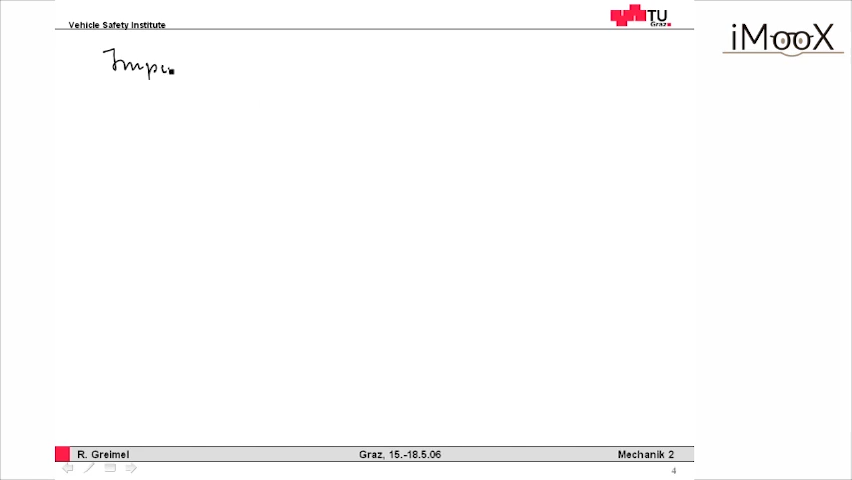 Vehicle Safety Institute
TU
Graz
iMooX
Impu
R. Greimel
Graz, 15.-18.5.06
Mechanik 2
4